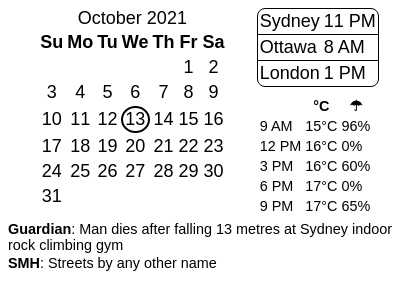 October 2021
Su Mo Tu We Th Fr Sa
1 2
3 4 5 6 7 8 9
10 11 12 13 14 15 16
17 18 19 20 21 22 23
24 25 26 27 28 29 30
31
Sydney 11 PM
Ottawa 8 AM
London 1 PM
°C ☂
9 AM 15°C 96%
12 PM 16°C 0%
3 PM 16°C 60%
6 PM 17°C 0%
9 PM 17°C 65%
Guardian: Man dies after falling 13 metres at Sydney indoor
rock climbing gym
SMH: Streets by any other name